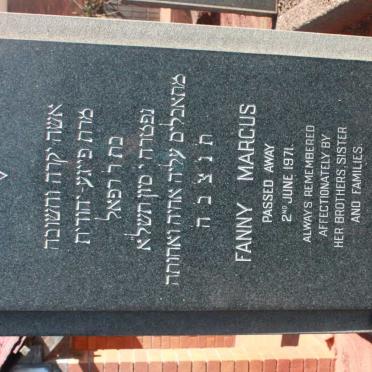 אשה יקרה וחשובה
מרת פייגע יהודית
בת ר' רפאל
נפטרה י' סיון תשל"א
מתאבלים עליה אחיה ואחותה
ת נ צ ב ה
FANNY MARCUS
PASSED AWAY
2ND JUNE 1971.
ALWAYS REMEMBERED
AFFECTIONATELY BY
HER BROTHERS, SISTER
AND FAMILIES.